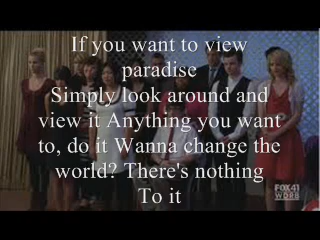 If you want to view
paradise
Simply look around and
view it Anything you want
to, do it Wanna change the
world? There's nothing
To it
FOX41
WDRB